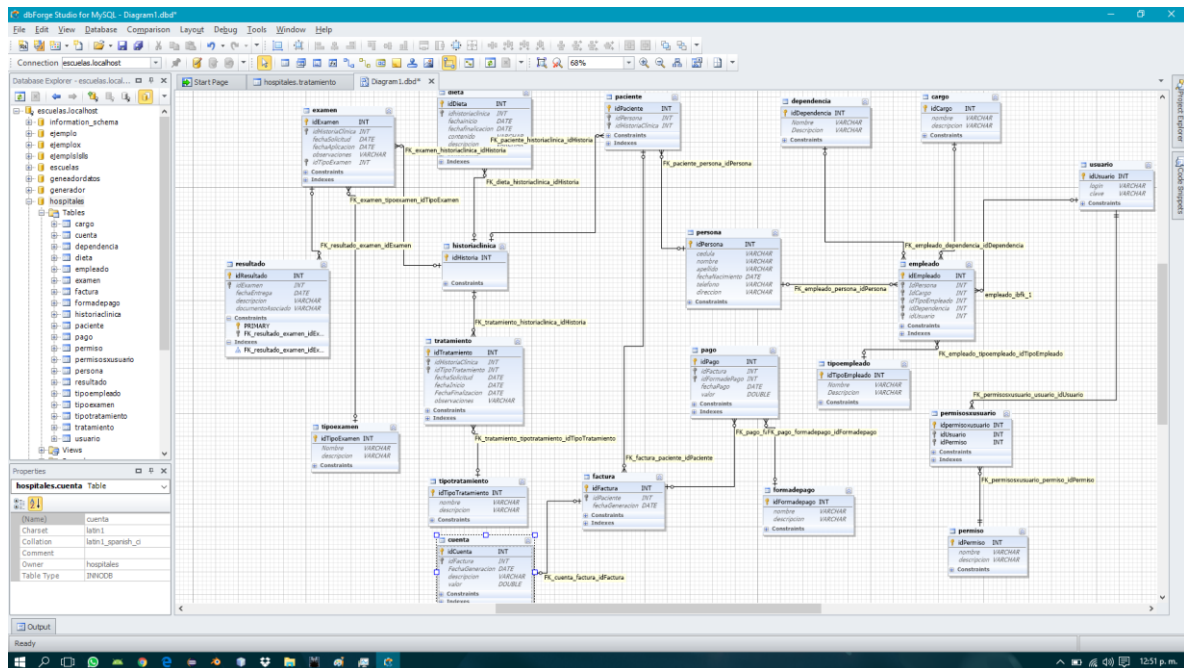 dbForge Studio for MySQL - Diagram1.dbd*
File Edit View Database Comparison Layout Debug Tools Window Help
68%
Connection escuelas.localhost
Database Explorer - escuelas.local...
Start Page
hospitales.tratamiento
Diagram1.dbd*
escuelas.localhost
information_schema
ejemplo
ejemplox
ejemplsisls
escuelas
geneadordatos
generador
hospitales
Tables
cargo
cuenta
dependencia
dieta
empleado
examen
factura
formadepago
historiaclinica
paciente
pago
permiso
permisosxusuario
persona
resultado
tipoempleado
tipoexamen
tipotratamiento
tratamiento
usuario
Views
Properties
hospitales.cuenta Table
(Name) cuenta
Charset latin1
Collation latin1_spanish_ci
Comment
Owner hospitales
Table Type INNODB
Output
Ready
Project Explorer
Code Snippets
examen
idExamen INT
idHistoriaClinica INT
fechaSolicitud DATE
fechaAplicacion DATE
observaciones VARCHAR
idTipoExamen INT
Constraints
Indexes
dieta
idDieta INT
idhistoriaclinica INT
fechainicio DATE
fechafinalizacion DATE
contenido
descripcion
Indexes
paciente
idPaciente INT
idPersona INT
idHistoriaClinica INT
Constraints
Indexes
dependencia
idDependencia INT
Nombre VARCHAR
Descripcion VARCHAR
Constraints
cargo
idCargo INT
nombre VARCHAR
descripcion VARCHAR
Constraints
usuario
idUsuario INT
login VARCHAR
clave VARCHAR
Constraints
FK_paciente_historiaclinica_idHistoria
FK_examen_historiaclinica_idHistoria
FK_dieta_historiaclinica_idHistoria
FK_paciente_persona_idPersona
FK_examen_tipoexamen_idTipoExamen
FK_resultado_examen_idExamen
historiaclinica
idHistoria INT
Constraints
persona
idPersona INT
cedula VARCHAR
nombre VARCHAR
apellido VARCHAR
fechaNacimiento DATE
telefono VARCHAR
direccion VARCHAR
Constraints
FK_empleado_dependencia_idDependencia
empleado
idEmpleado INT
IdPersona INT
IdCargo INT
idTipoEmpleado INT
idDependencia INT
idUsuario INT
Constraints
Indexes
FK_empleado_persona_idPersona
empleado_ibfk_1
resultado
idResultado INT
idExamen INT
fechaEntrega DATE
descripcion VARCHAR
documentoAsociado VARCHAR
Constraints
PRIMARY
FK_resultado_examen_idEx...
Indexes
FK_resultado_examen_idEx...
FK_tratamiento_historiaclinica_idHistoria
tratamiento
idTratamiento INT
idHistoriaClinica INT
idTipoTratamiento INT
fechaSolicitud DATE
fechaInicio DATE
FechaFinalizacion DATE
observaciones VARCHAR
Constraints
Indexes
pago
idPago INT
idFactura INT
idFormadePago INT
fechaPago DATE
valor DOUBLE
Constraints
Indexes
FK_empleado_tipoempleado_idTipoEmpleado
tipoempleado
idTipoEmpleado INT
Nombre VARCHAR
Descripcion VARCHAR
Constraints
FK_permisosxusuario_usuario_idUsuario
permisosxusuario
idpermisosxusuario INT
idUsuario INT
idPermiso INT
Constraints
Indexes
tipoexamen
idTipoExamen INT
Nombre VARCHAR
descripcion VARCHAR
Constraints
FK_tratamiento_tipotratamiento_idTipoTratamiento
FK_pago_formadepago_idFormadepago
FK_factura_paciente_idPaciente
tipotratamiento
idTipoTratamiento INT
nombre VARCHAR
descripcion VARCHAR
Constraints
factura
idFactura INT
idPaciente INT
fechaGeneracion DATE
Constraints
Indexes
formadepago
idFormadepago INT
nombre VARCHAR
descripcion VARCHAR
Constraints
FK_permisosxusuario_permiso_idPermiso
permiso
idPermiso INT
nombre VARCHAR
descripcion VARCHAR
Constraints
cuenta
idCuenta INT
idFactura INT
FechaGeneracion DATE
descripcion VARCHAR
valor DOUBLE
Constraints
Indexes
FK_cuenta_factura_idFactura
12:51 p. m.